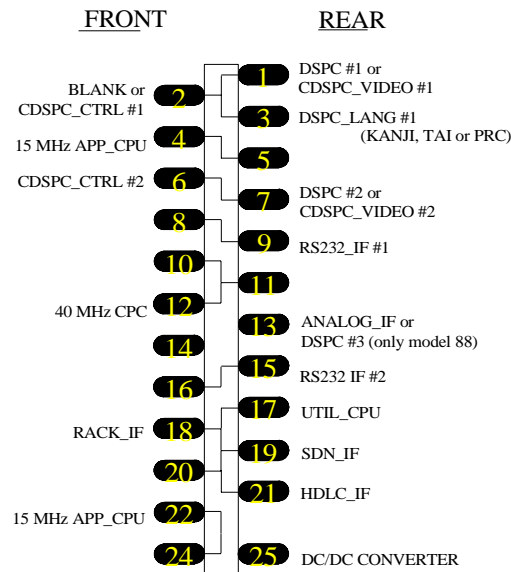 FRONT REAR
1 DSPC #1 or
CDSPC_VIDEO #1
BLANK or
CDSPC_CTRL #1 2
3 DSPC_LANG #1
(KANJI, TAI or PRC)
15 MHz APP_CPU 4
5
CDSPC_CTRL #2 6
7 DSPC #2 or
CDSPC_VIDEO #2
8
9 RS232_IF #1
10
11
40 MHz CPC 12
13 ANALOG_IF or
DSPC #3 (only model 88)
14
15 RS232 IF #2
16
17 UTIL_CPU
RACK_IF 18
19 SDN_IF
20
21 HDLC_IF
15 MHz APP_CPU 22
24
25 DC/DC CONVERTER